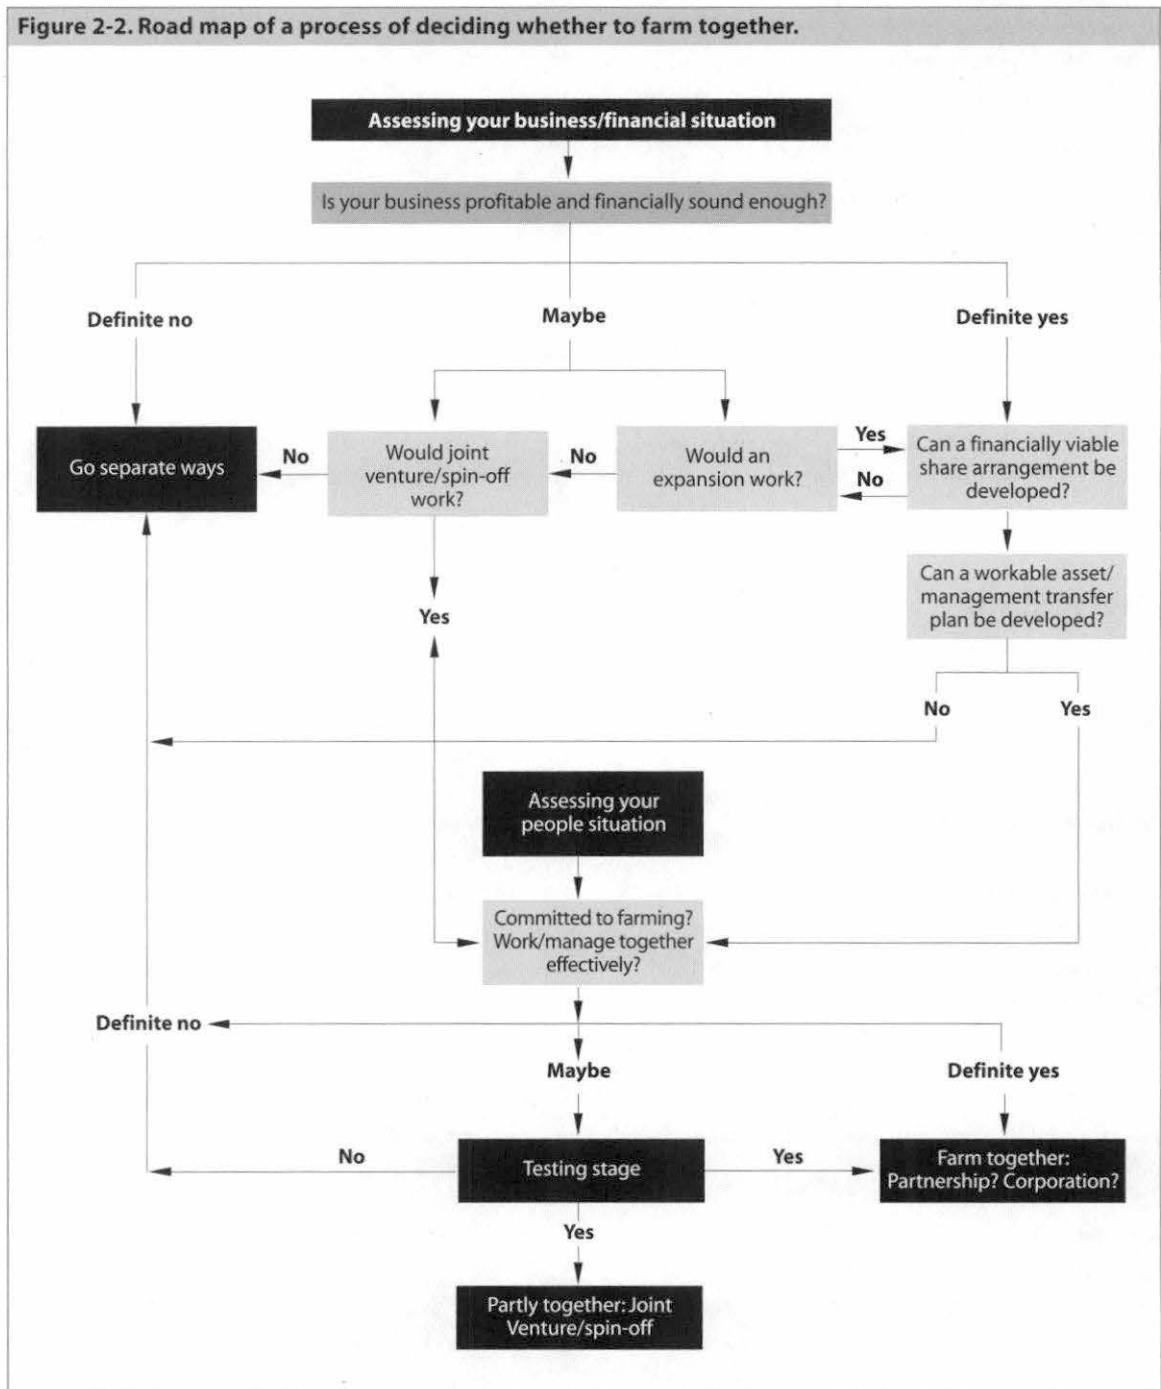 Figure 2-2. Road map of a process of deciding whether to farm together.
Assessing your business/financial situation
Is your business profitable and financially sound enough?
Definite no
Maybe
Definite yes
Go separate ways
No
Would joint
venture/spin-off
work?
No
Would an
expansion work?
Yes
No
Can a financially viable
share arrangement be
developed?
Yes
Can a workable asset/
management transfer
plan be developed?
No
Yes
Assessing your
people situation
Committed to farming?
Work/manage together
effectively?
Definite no
Maybe
Definite yes
No
Testing stage
Yes
Farm together:
Partnership? Corporation?
Yes
Partly together: Joint
Venture/spin-off